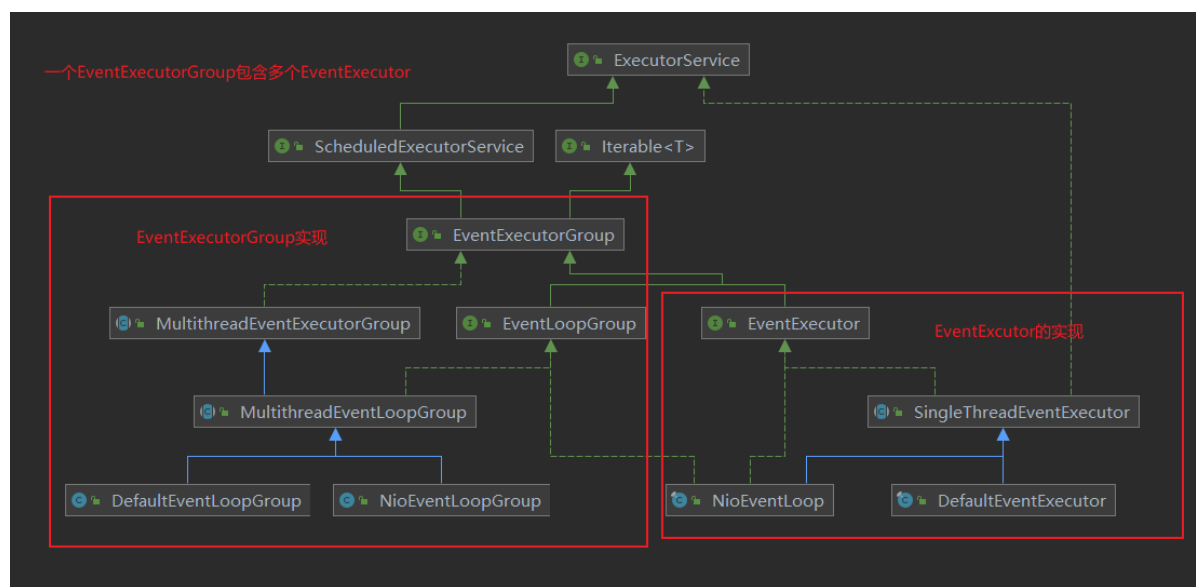 ExecutorService
一个EventExecutorGroup包含多个EventExecutor
ScheduledExecutorService
Iterable<T>
EventExecutorGroup实现
EventExecutorGroup
MultithreadEventExecutorGroup
EventLoopGroup
EventExecutor
EventExcutor的实现
MultithreadEventLoopGroup
SingleThreadEventExecutor
DefaultEventLoopGroup
NioEventLoopGroup
NioEventLoop
DefaultEventExecutor